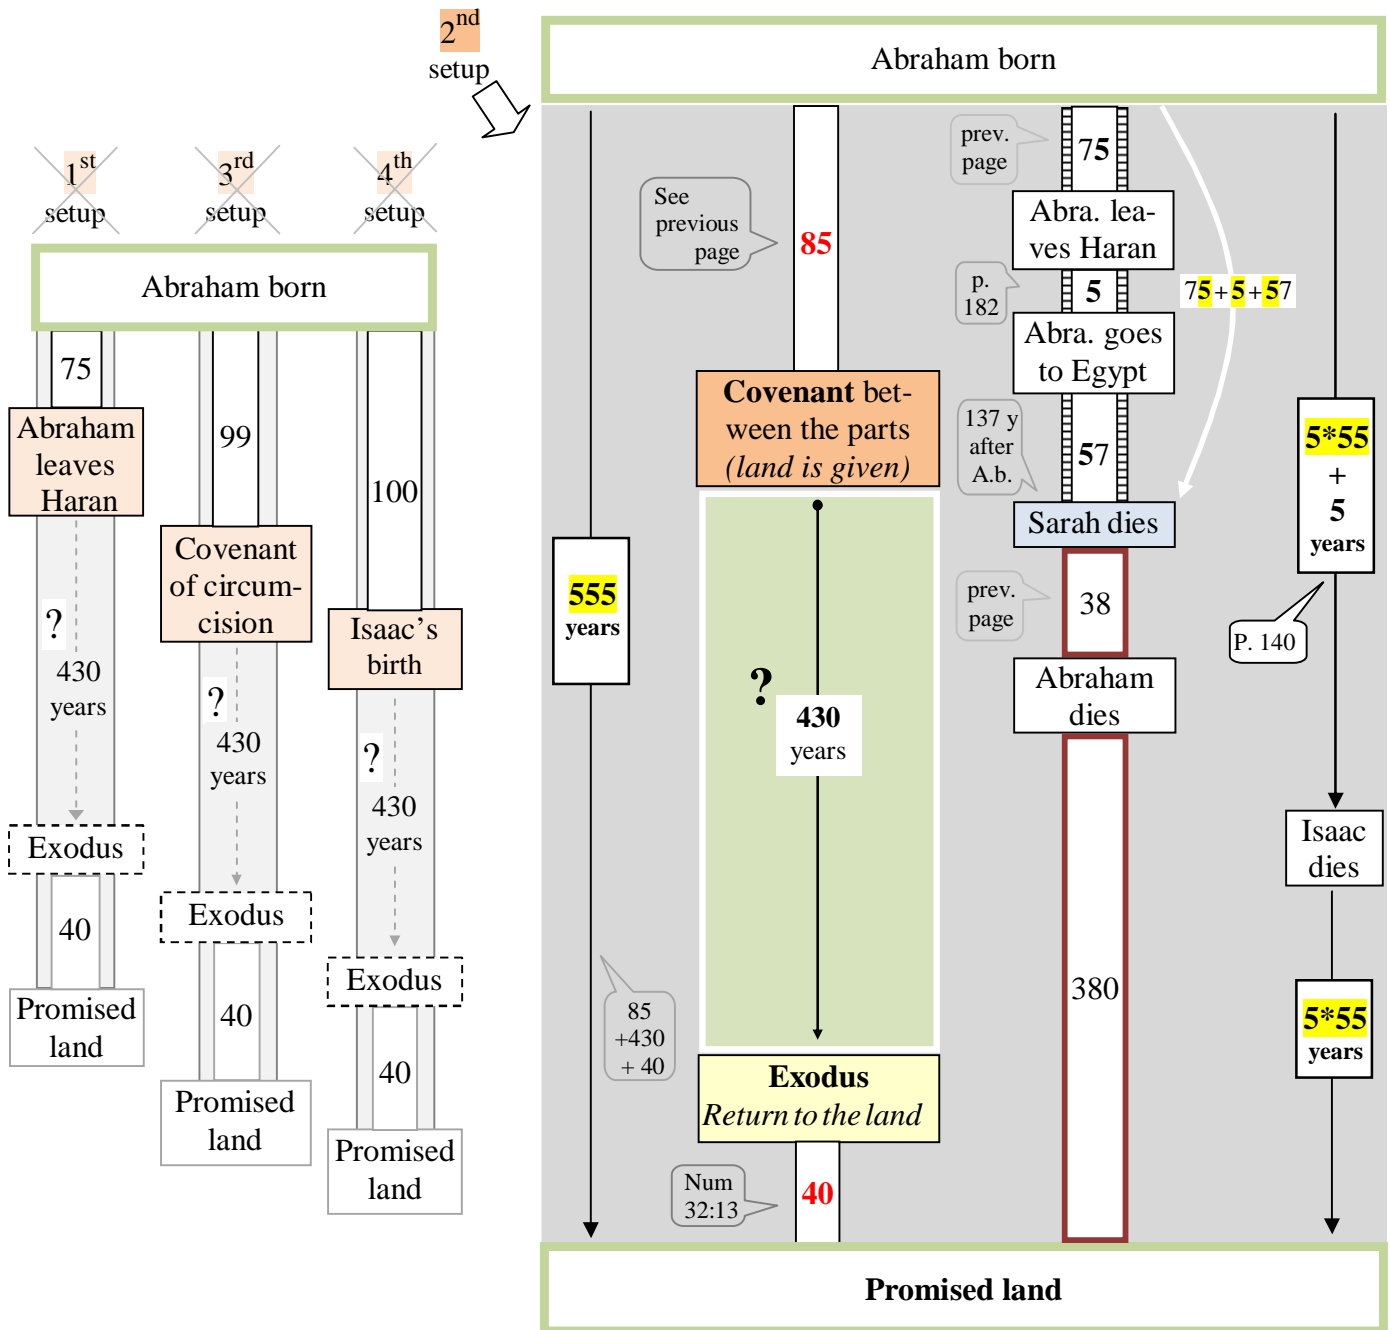 2nd
setup
Abraham born
1st
setup
3rd
setup
4th
setup
Abraham born
75
Abraham
leaves
Haran
?
430
years
Exodus
40
Promised
land
99
Covenant
of circum-
cision
?
430
years
Exodus
40
Promised
land
100
Isaac's
birth
?
430
years
Exodus
40
Promised
land
555
years
85
+430
+ 40
See
previous
page
85
Covenant bet-
ween the parts
(land is given)
?
430
years
Exodus
Return to the land
Num
32:13
40
prev.
page
75
Abra. lea-
ves Haran
p.
182
5
Abra. goes
to Egypt
75+5+57
137 y
after
A.b.
57
Sarah dies
prev.
page
38
Abraham
dies
380
5*55
+
5
years
P. 140
Isaac
dies
5*55
years
Promised land